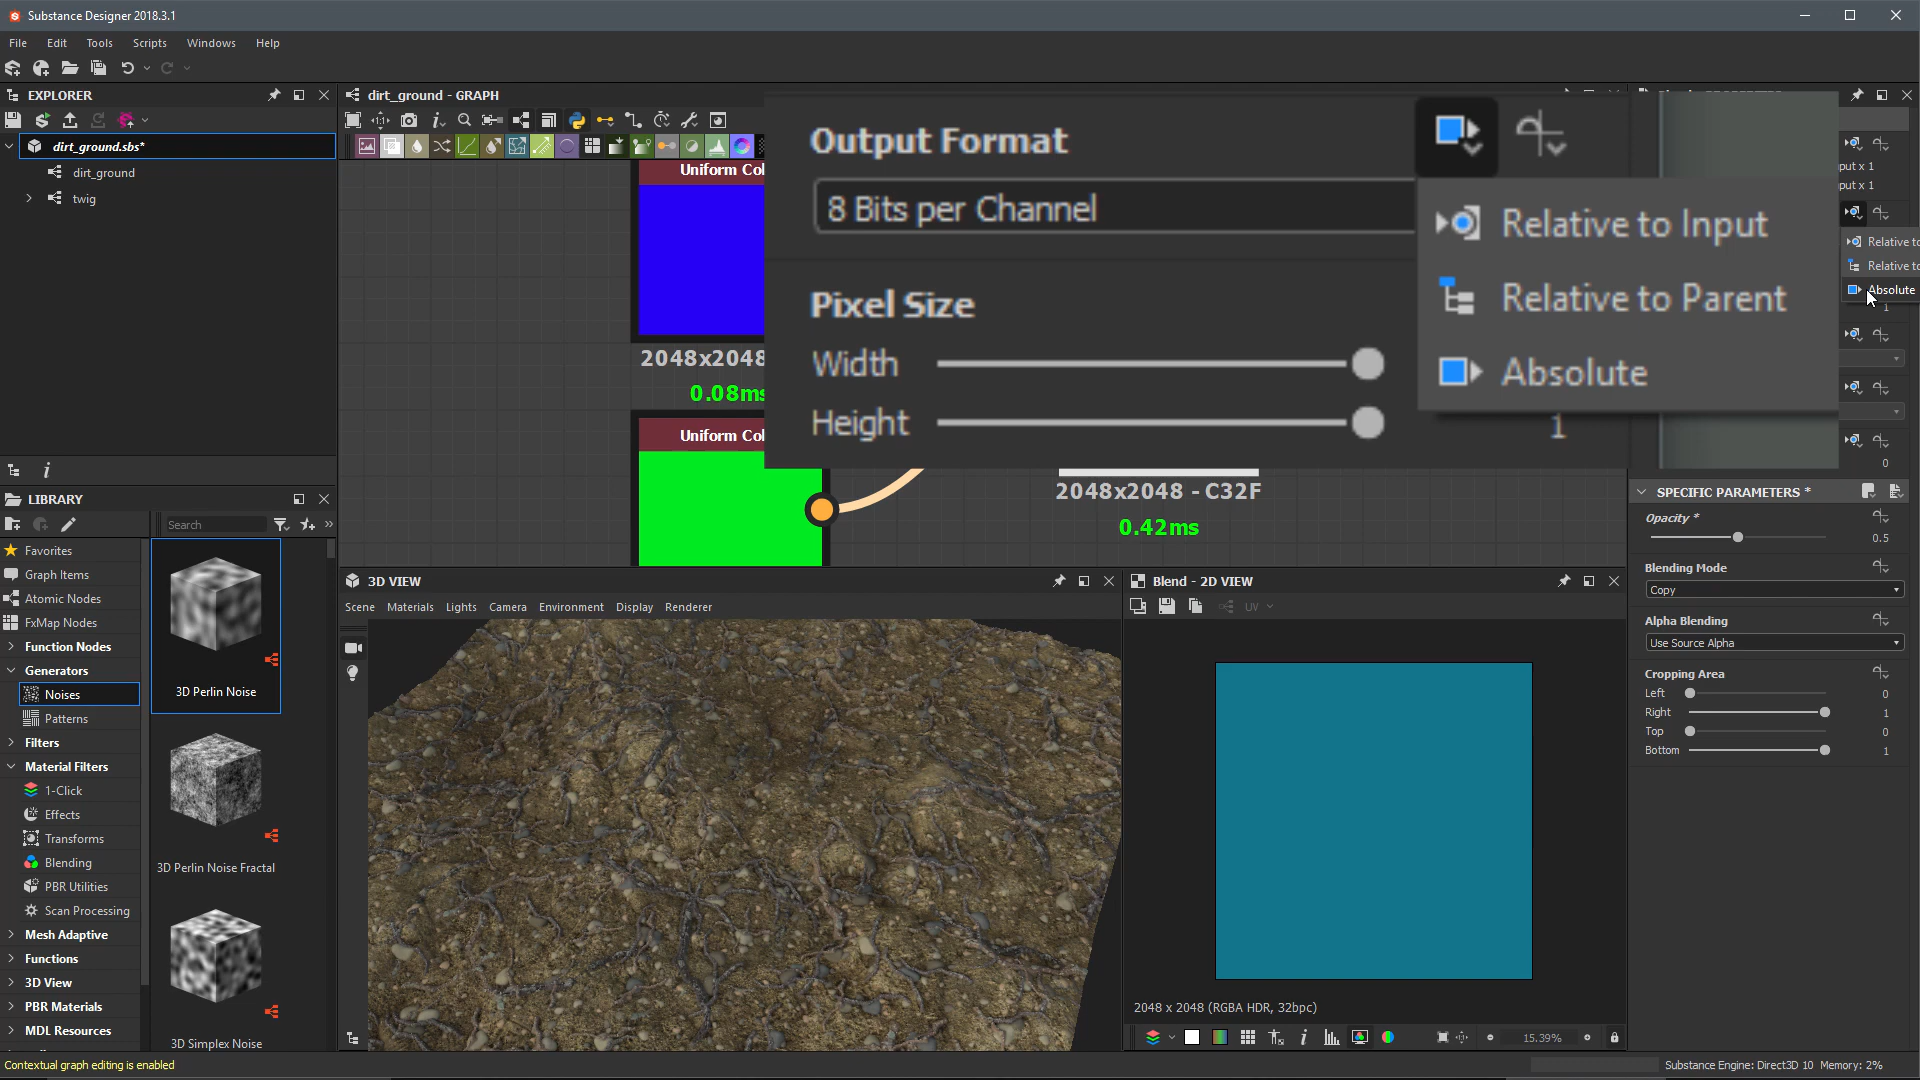 Substance Designer 2018.3.1
File Edit Tools Scripts Windows Help
EXPLORER
dirt_ground.sbs*
dirt_ground
twig
LIBRARY
Search
Favorites
Graph Items
Atomic Nodes
FxMap Nodes
Function Nodes
Generators
Noises
Patterns
Filters
Material Filters
1-Click
Effects
Transforms
Blending
PBR Utilities
Scan Processing
Mesh Adaptive
Functions
3D View
PBR Materials
MDL Resources
3D Perlin Noise
3D Perlin Noise Fractal
3D Simplex Noise
dirt_ground - GRAPH
Uniform Col
2048x2048
0.08ms
Uniform Col
2048x2048 - C32F
0.42ms
Output Format
8 Bits per Channel
Pixel Size
Width
Height
1
Relative to Input
Relative to Parent
Absolute
3D VIEW
Scene Materials Lights Camera Environment Display Renderer
Blend - 2D VIEW
UV
2048 x 2048 (RGBA HDR, 32bpc)
15.39%
put x 1
put x 1
Relative to
Relative to
Absolute
1
0
SPECIFIC PARAMETERS *
Opacity *
0.5
Blending Mode
Copy
Alpha Blending
Use Source Alpha
Cropping Area
Left 0
Right 1
Top 0
Bottom 1
Contextual graph editing is enabled
Substance Engine: Direct3D 10 Memory: 2%